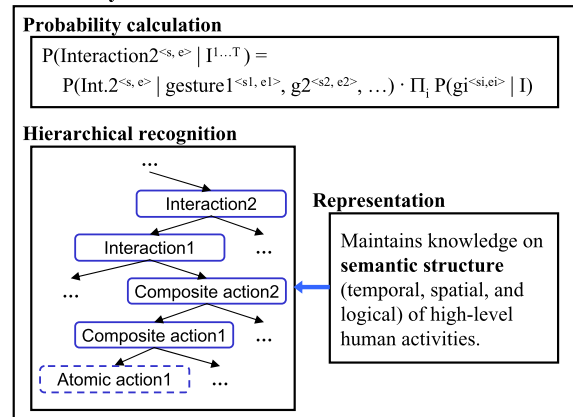 Probability calculation
P(Interaction2<s, e> | I1…T) =
P(Int.2<s, e> | gesture1<s1, e1>, g2<s2, e2>, …) · Πi P(gi<si,ei> | I)
Hierarchical recognition
...
Interaction2
Interaction1
...
...
Composite action2
Composite action1
...
Atomic action1
...
Representation
Maintains knowledge on
semantic structure
(temporal, spatial, and
logical) of high-level
human activities.